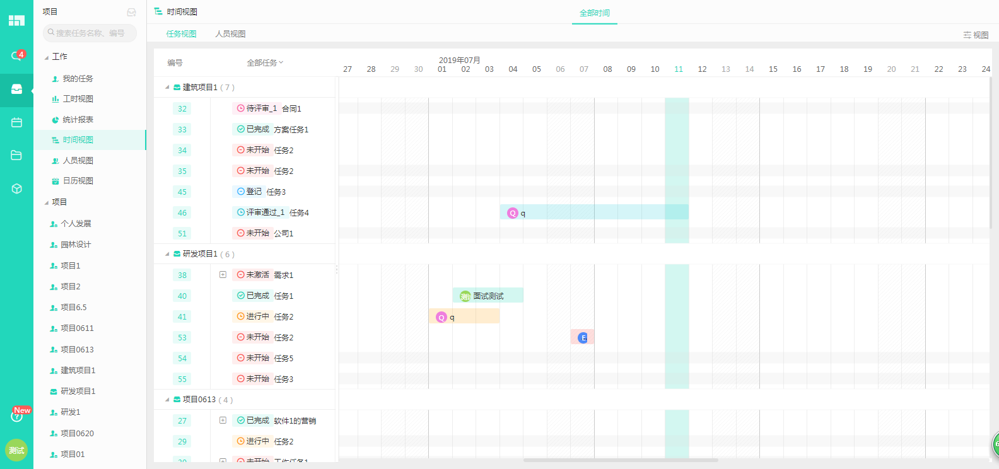 项目
搜索任务名称、编号
4
工作
我的任务
工时视图
统计报表
时间视图
人员视图
日历视图
项目
个人发展
园林设计
项目1
项目2
项目6.5
项目0611
项目0613
建筑项目1
研发项目1
研发1
项目0620
项目01
New
?
测试
时间视图
全部时间
任务视图 人员视图
视图
编号 全部任务
2019年07月
27 28 29 30 01 02 03 04 05 06 07 08 09 10 11 12 13 14 15 16 17 18 19 20 21 22 23 24
建筑项目1 ( 7 )
32 待评审_1 合同1
33 已完成 方案任务1
34 未开始 任务2
35 未开始 任务2
45 登记 任务3
46 评审通过_1 任务4 Q q
51 未开始 公司1
研发项目1 ( 6 )
38 未激活 需求1
40 已完成 任务1 测试 面试测试
41 进行中 任务2 Q q
53 未开始 任务2 E
54 未开始 任务5
55 未开始 任务3
项目0613 ( 4 )
27 已完成 软件1的营销
29 进行中 任务2
30 未开始 工作任务1